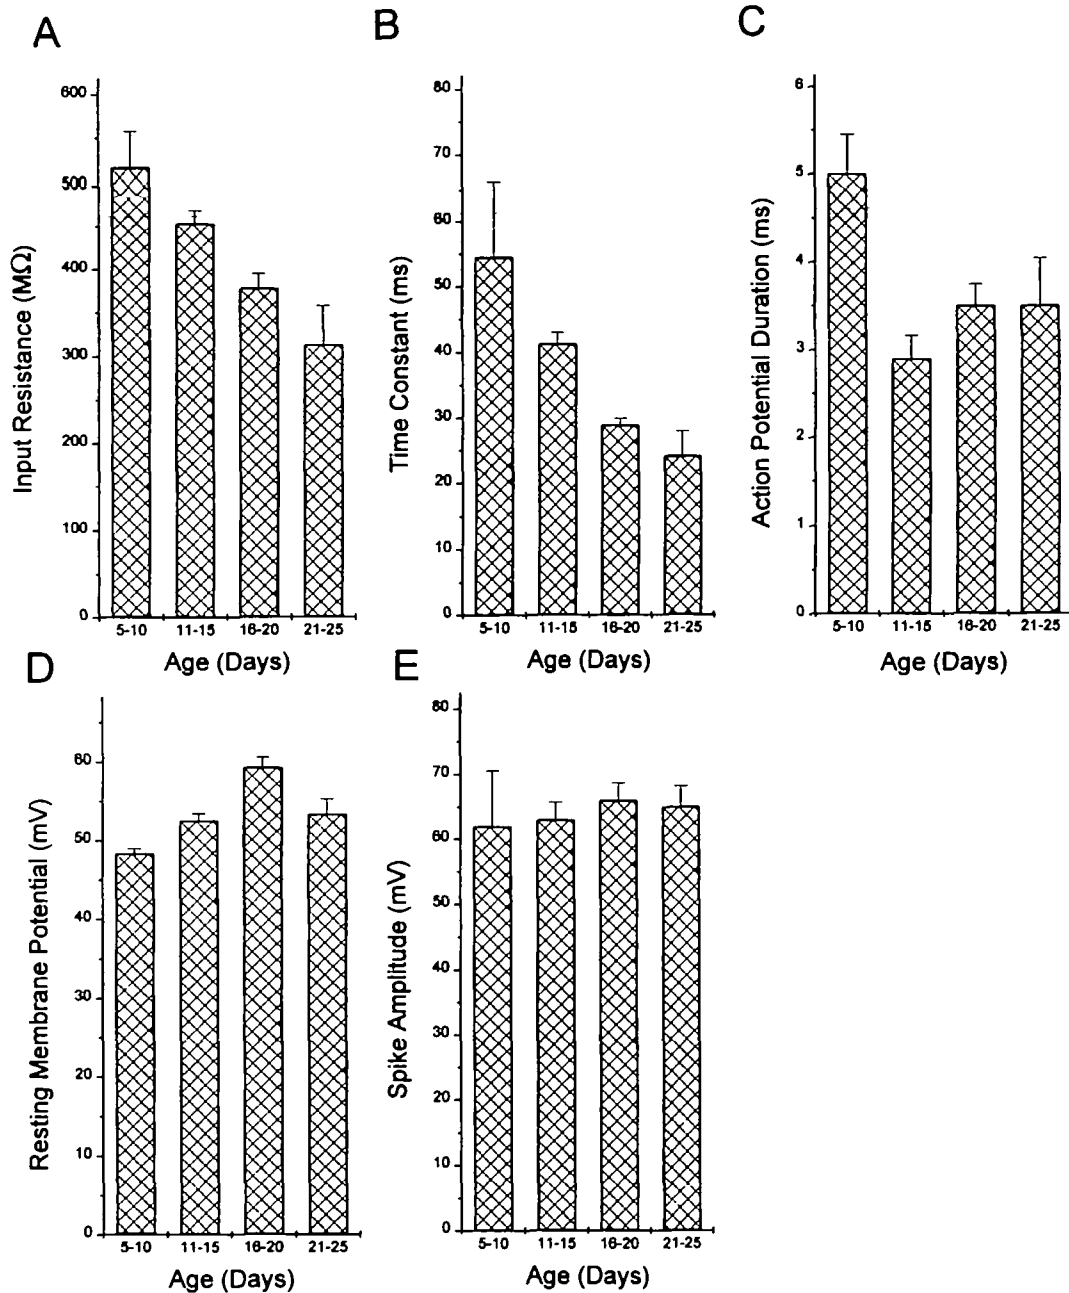 A
Input Resistance (MΩ)
600
500
400
300
200
100
0
5-10 11-15 16-20 21-25
Age (Days)
B
Time Constant (ms)
80
70
60
50
40
30
20
10
0
5-10 11-15 16-20 21-25
Age (Days)
C
Action Potential Duration (ms)
6
5
4
3
2
1
0
5-10 11-15 16-20 21-25
Age (Days)
D
Resting Membrane Potential (mV)
60
50
40
30
20
10
0
5-10 11-15 16-20 21-25
Age (Days)
E
Spike Amplitude (mV)
80
70
60
50
40
30
20
10
0
5-10 11-15 16-20 21-25
Age (Days)